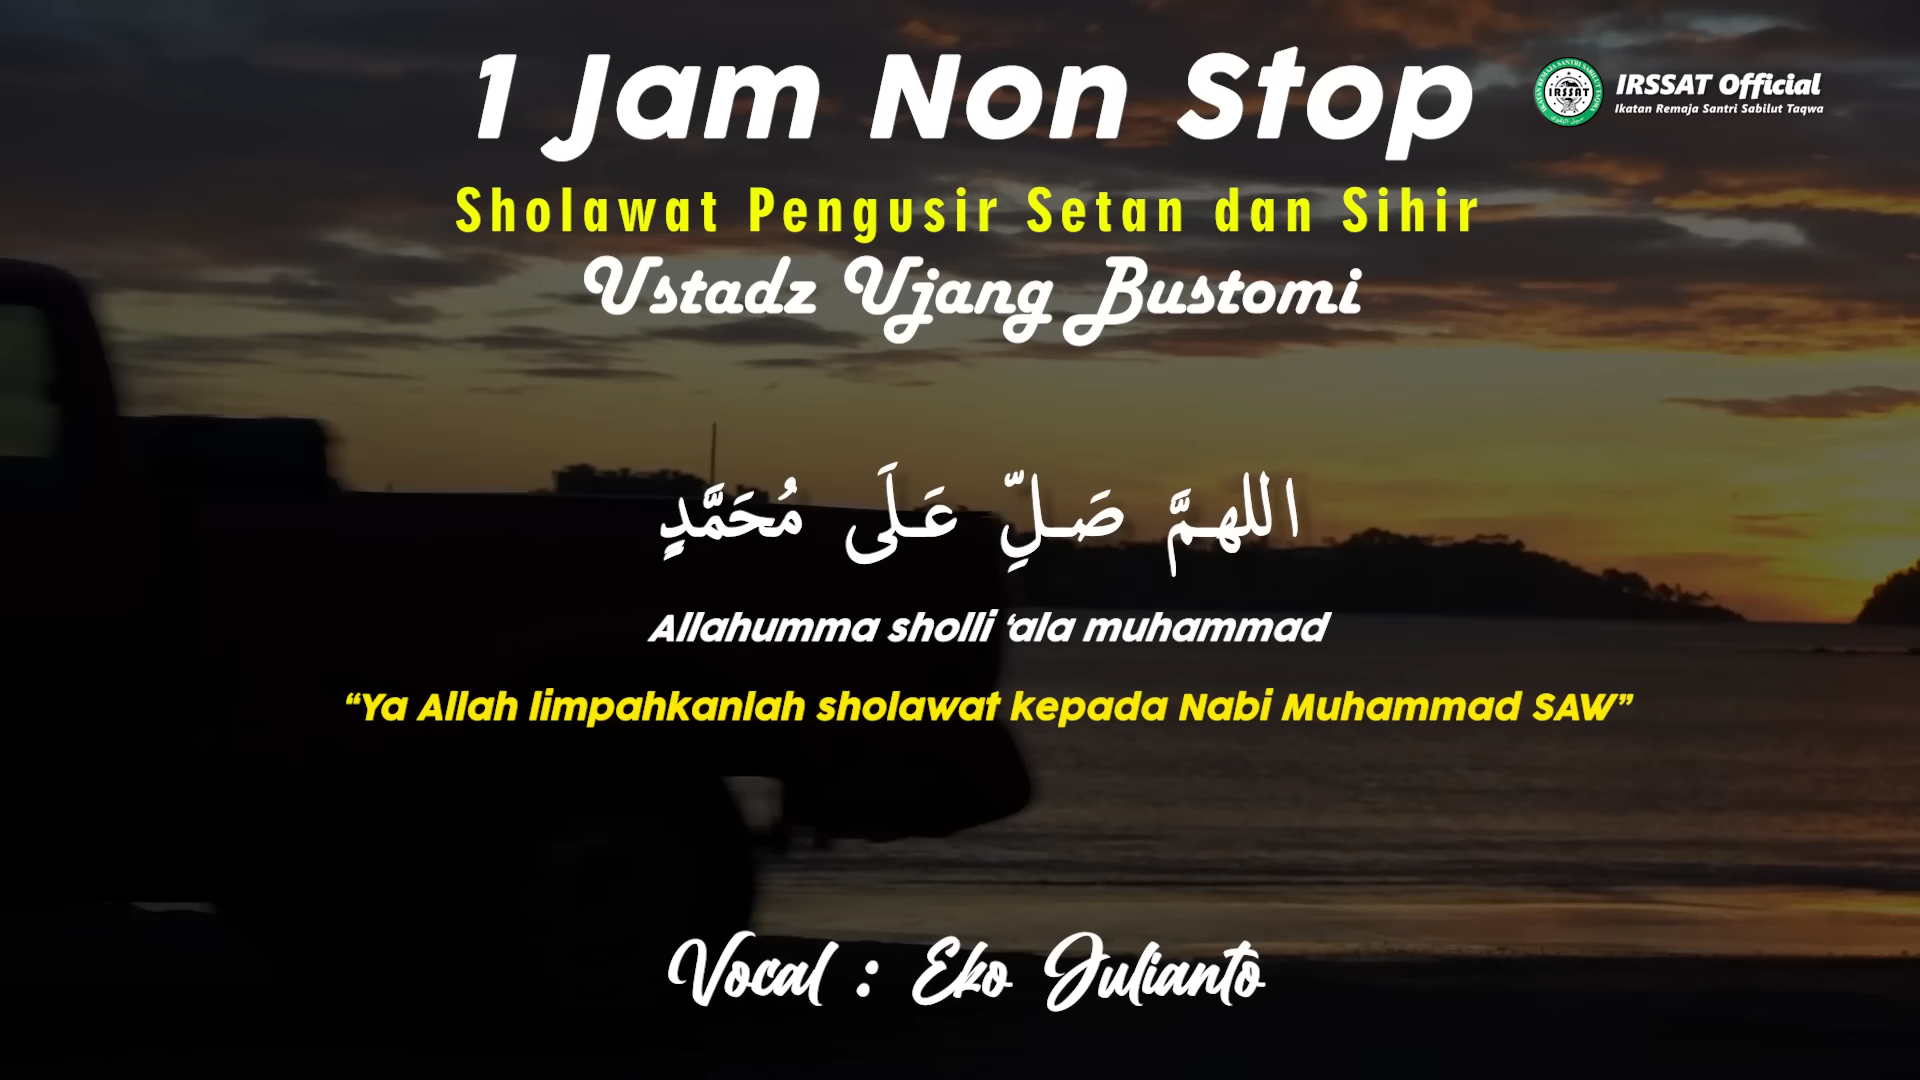 1 Jam Non Stop
IRSSAT Official
Ikatan Remaja Santri Sabilut Taqwa
IRSSAT
Sholawat Pengusir Setan dan Sihir
Ustadz Ujang Bustomi
اللهمَّ صَلِّ عَلَى مُحَمَّدٍ
Allahumma sholli ‘ala muhammad
“Ya Allah limpahkanlah sholawat kepada Nabi Muhammad SAW”
Vocal : Eko Julianto